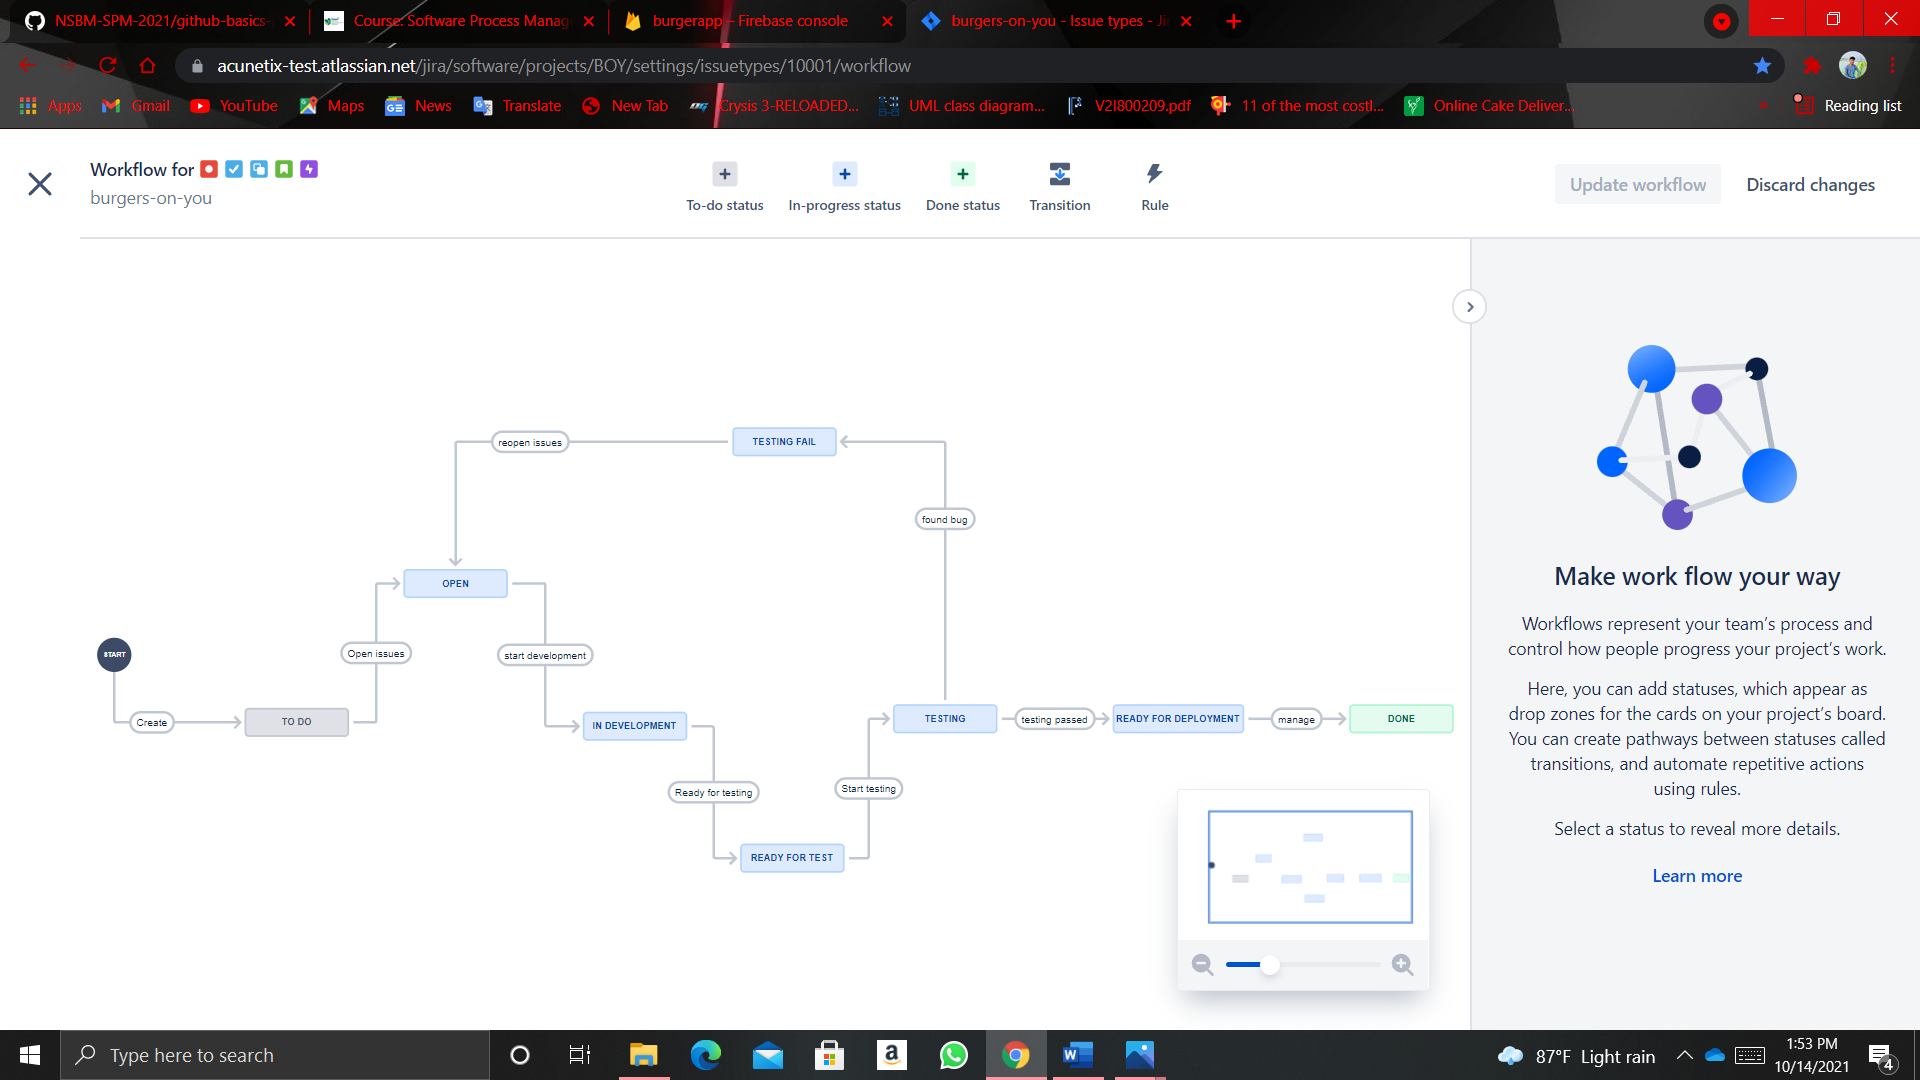 NSBM-SPM-2021/github-basics-
Course: Software Process Manag
burgerapp - Firebase console
burgers-on-you - Issue types - Ji
acunetix-test.atlassian.net/jira/software/projects/BOY/settings/issuetypes/10001/workflow
Apps
Gmail
YouTube
Maps
News
Translate
New Tab
Crysis 3-RELOADED...
UML class diagram...
V2I800209.pdf
11 of the most costl...
Online Cake Deliver...
Reading list
Workflow for
burgers-on-you
To-do status
In-progress status
Done status
Transition
Rule
Update workflow
Discard changes
reopen issues
TESTING FAIL
found bug
OPEN
START
Open issues
start development
Create
TO DO
IN DEVELOPMENT
TESTING
testing passed
READY FOR DEPLOYMENT
manage
DONE
Ready for testing
Start testing
READY FOR TEST
Make work flow your way
Workflows represent your team's process and
control how people progress your project's work.
Here, you can add statuses, which appear as
drop zones for the cards on your project's board.
You can create pathways between statuses called
transitions, and automate repetitive actions
using rules.
Select a status to reveal more details.
Learn more
Type here to search
87°F Light rain
1:53 PM
10/14/2021
4